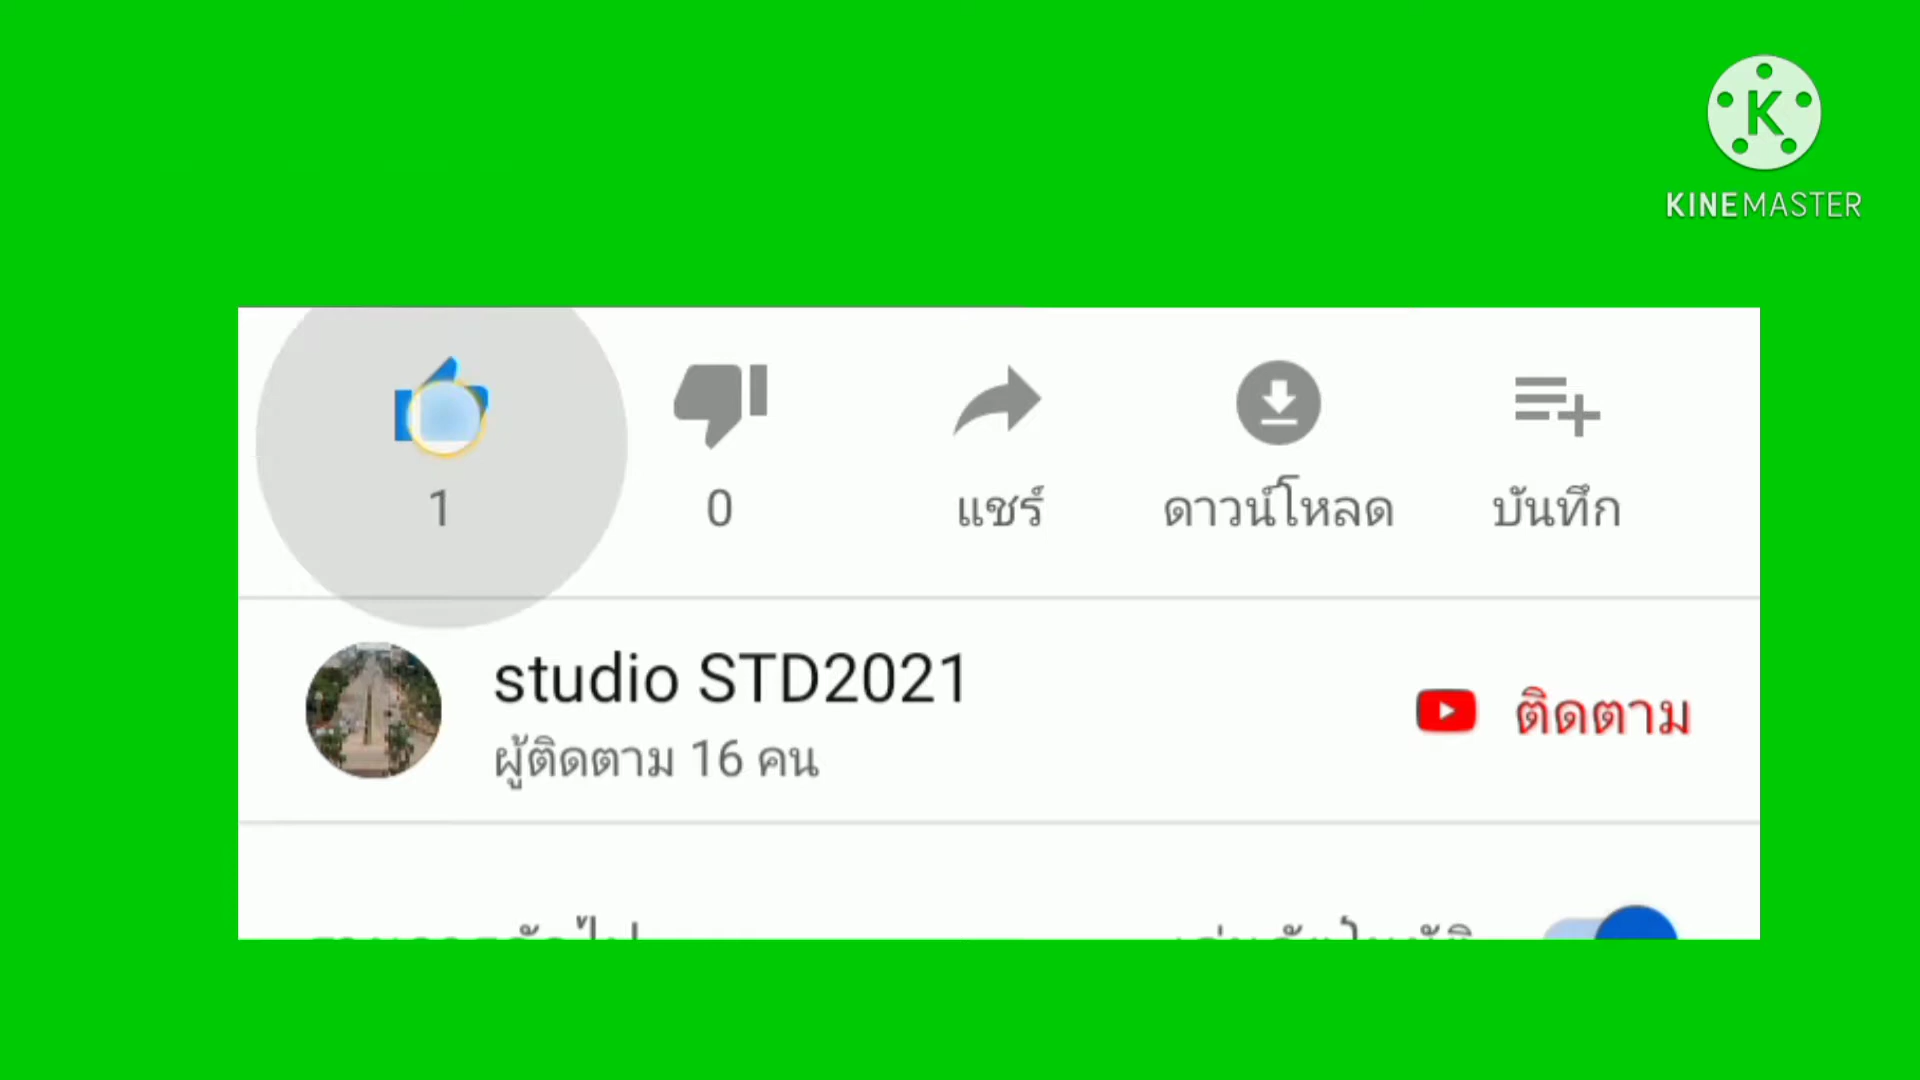 K
KINEMASTER
1
0
แชร์
ดาวน์โหลด
บันทึก
studio STD2021
ผู้ติดตาม 16 คน
ติดตาม